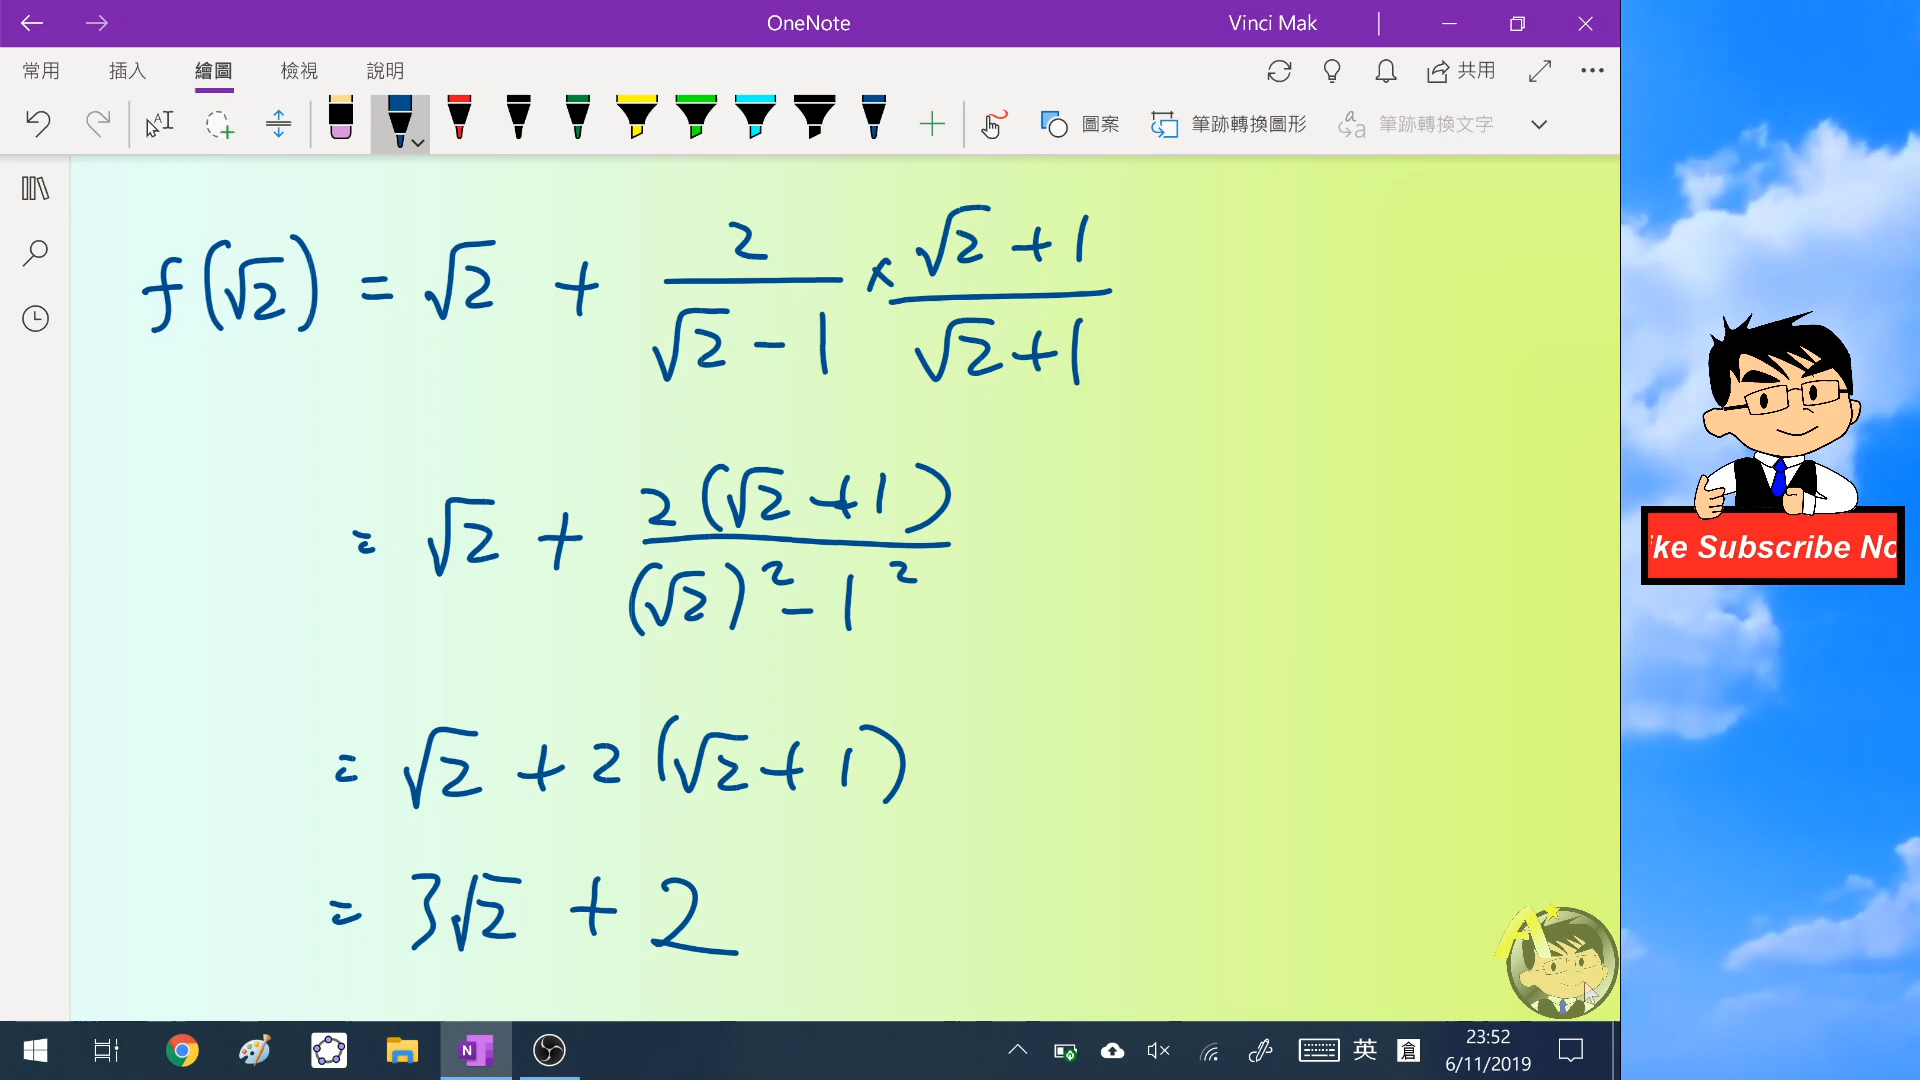 OneNote
Vinci Mak
常用 插入 繪圖 檢視 說明
共用
圖案 筆跡轉換圖形 筆跡轉換文字
f(√2) = √2 + 2/(√2 - 1) × (√2 + 1)/(√2 + 1)
= √2 + 2(√2 + 1)/((√2)² - 1²)
= √2 + 2(√2 + 1)
= 3√2 + 2
ke Subscribe No
A
英 倉
23:52
6/11/2019